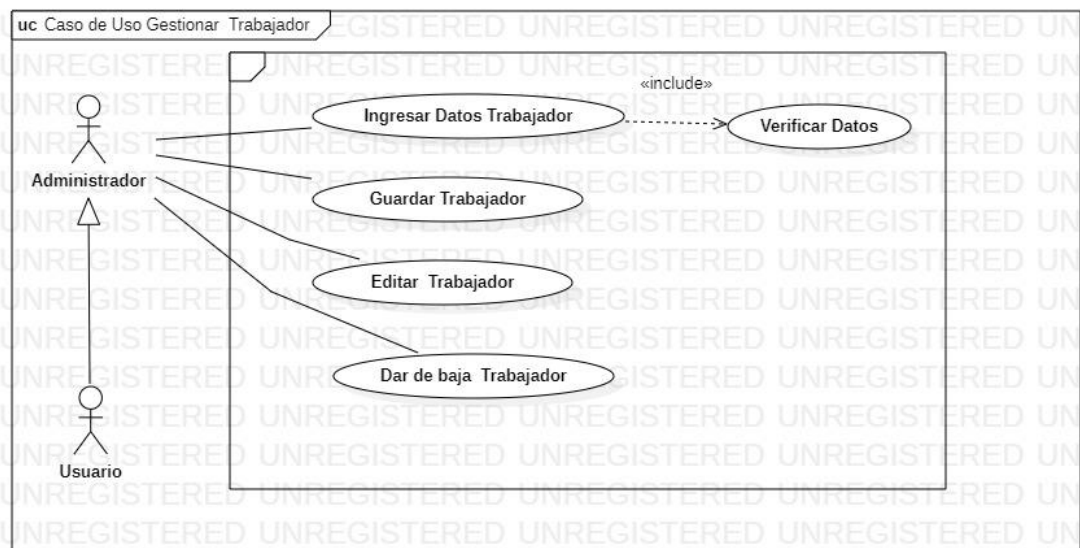 uc Caso de Uso Gestionar Trabajador
«include»
Ingresar Datos Trabajador
Verificar Datos
Administrador
Guardar Trabajador
Editar Trabajador
Dar de baja Trabajador
Usuario
UNREGISTERED